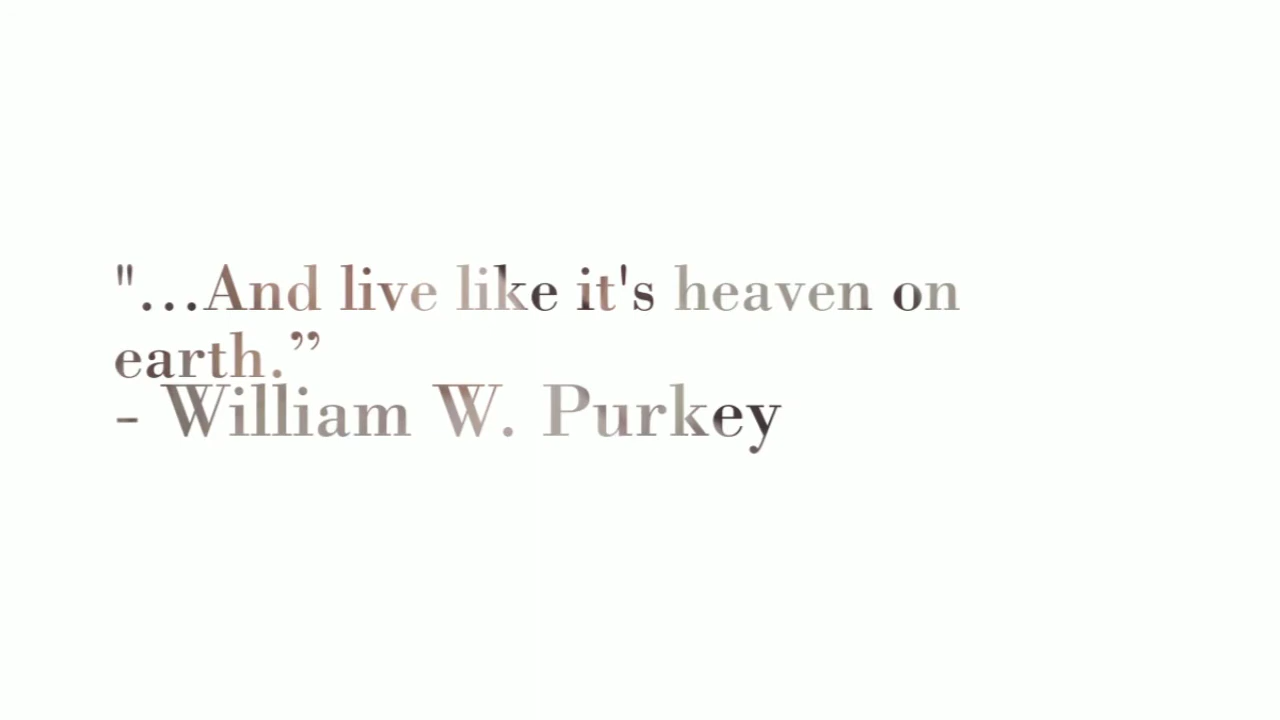 "...And live like it's heaven on
earth.”
- William W. Purkey